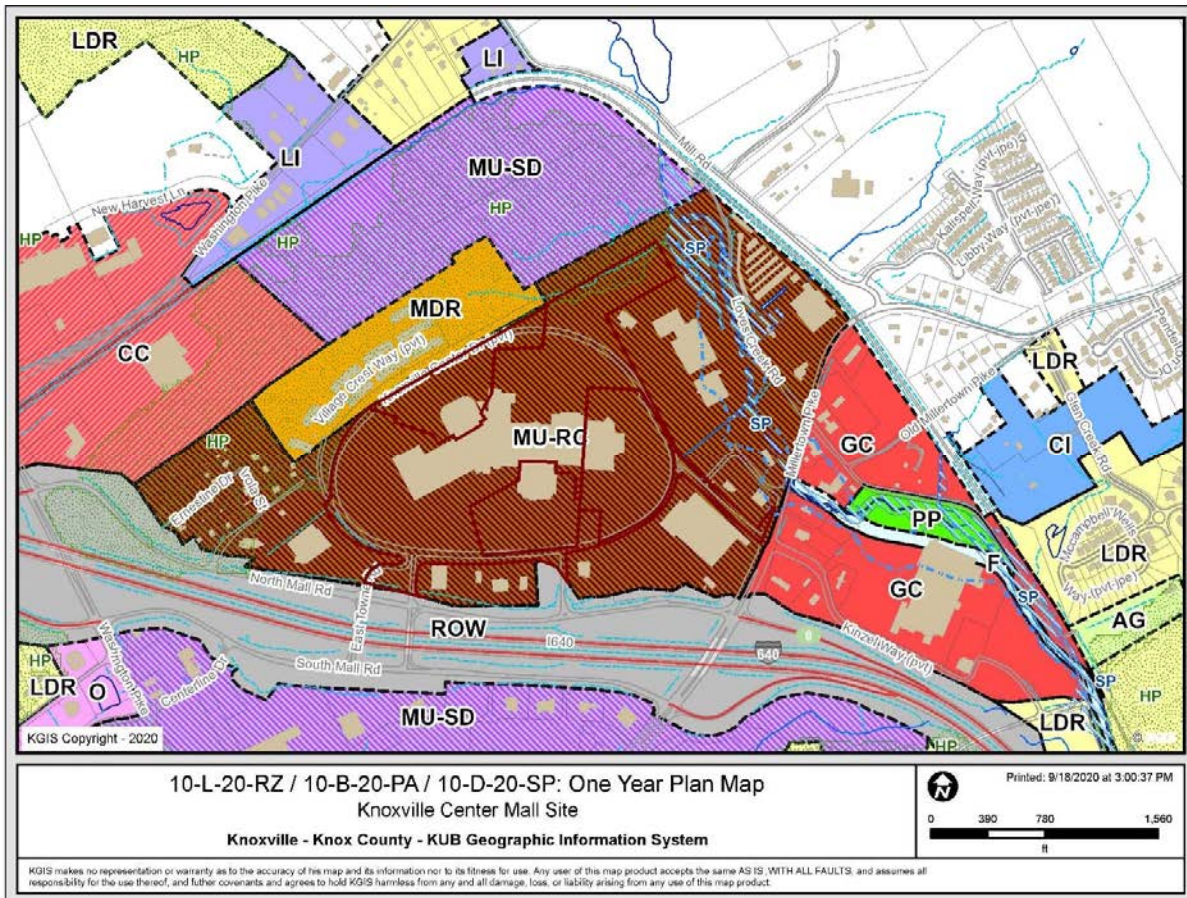 LDR
HP
LI
LI
MU-SD
HP
Mill Rd
Kalispell Way (pvt-jpe)
Libby Way (pvt-jpe)
New Harvest Ln
Washington Pike
HP
HP
SP
MDR
Loves Creek Rd
CC
Village Crest Way (pvt)
LDR
Old Millertown Pike
Glen Creek Rd
HP
MU-RC
SP
Millertown Pike
GC
CI
Ernestine Dr
Vola St
PP
Mccampbell Wells
Way (pvt-jpe)
LDR
F
North Mall Rd
GC
SP
East Towne
ROW
I640
640
Kinzel Way (pvt)
AG
South Mall Rd
Washington Pike
Centerline Dr
HP
LDR
O
SP
HP
MU-SD
LDR
HP
KGIS Copyright - 2020
10-L-20-RZ / 10-B-20-PA / 10-D-20-SP: One Year Plan Map
Knoxville Center Mall Site
Knoxville - Knox County - KUB Geographic Information System
N
Printed: 9/18/2020 at 3:00:37 PM
0 390 780 1,560
ft
KGIS makes no representation or warranty as to the accuracy of his map and its information nor to its fitness for use. Any user of this map product accepts the same AS IS ,WITH ALL FAULTS, and assumes all
responsibility for the use thereof, and futher covenants and agrees to hold KGIS harmless from any and all damage, loss, or liability arising from any use of this map product.